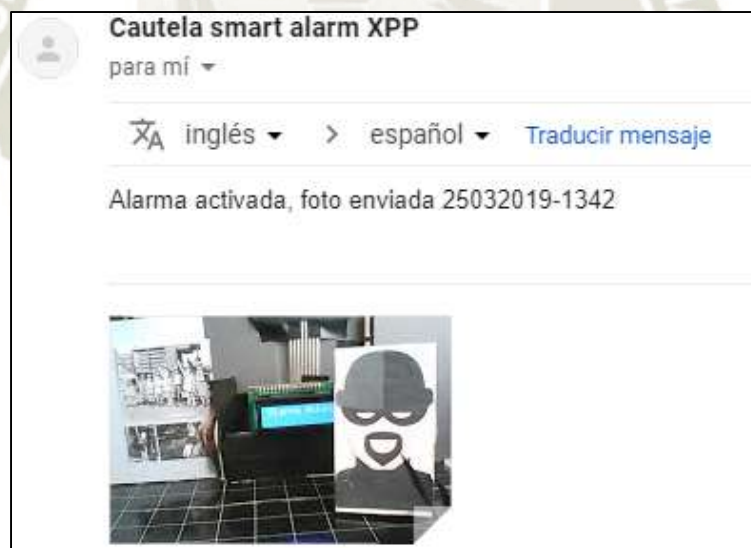 Cautela smart alarm XPP
para mí
inglés > español Traducir mensaje
Alarma activada, foto enviada 25032019-1342